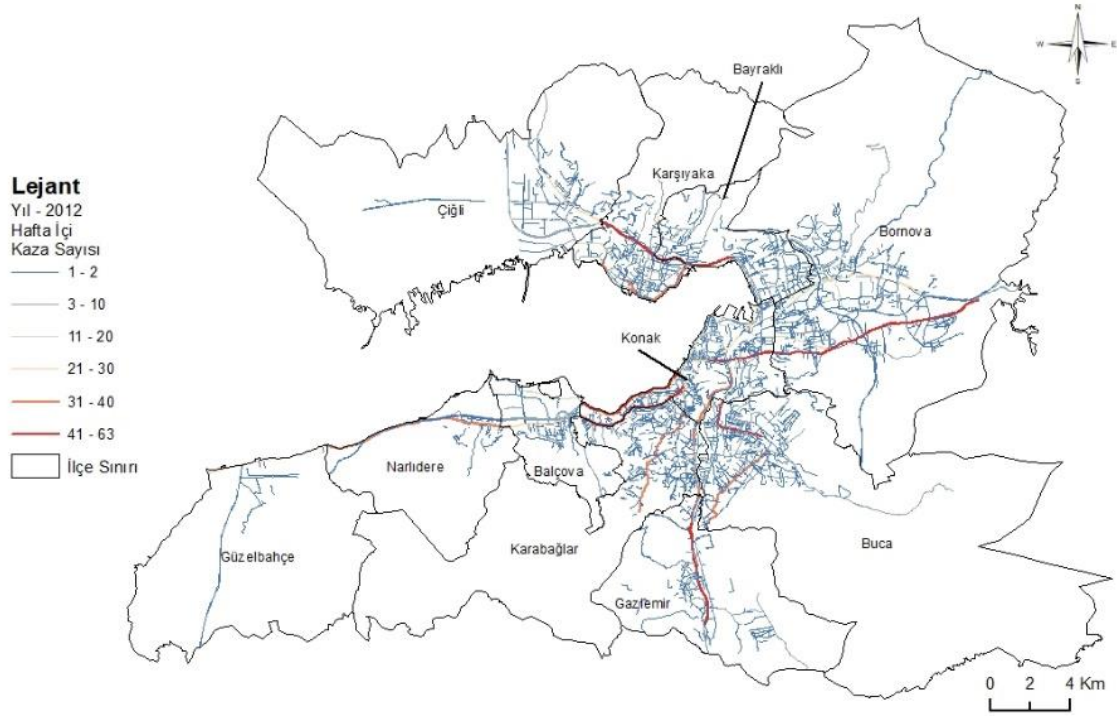 N
W E
S
Bayraklı
Karşıyaka
Lejant
Yıl - 2012
Hafta İçi
Kaza Sayısı
1 - 2
3 - 10
11 - 20
21 - 30
31 - 40
41 - 63
İlçe Sınırı
Çiğli
Bornova
Konak
Narlıdere
Balçova
Güzelbahçe
Karabağlar
Buca
Gaziemir
0 2 4 Km